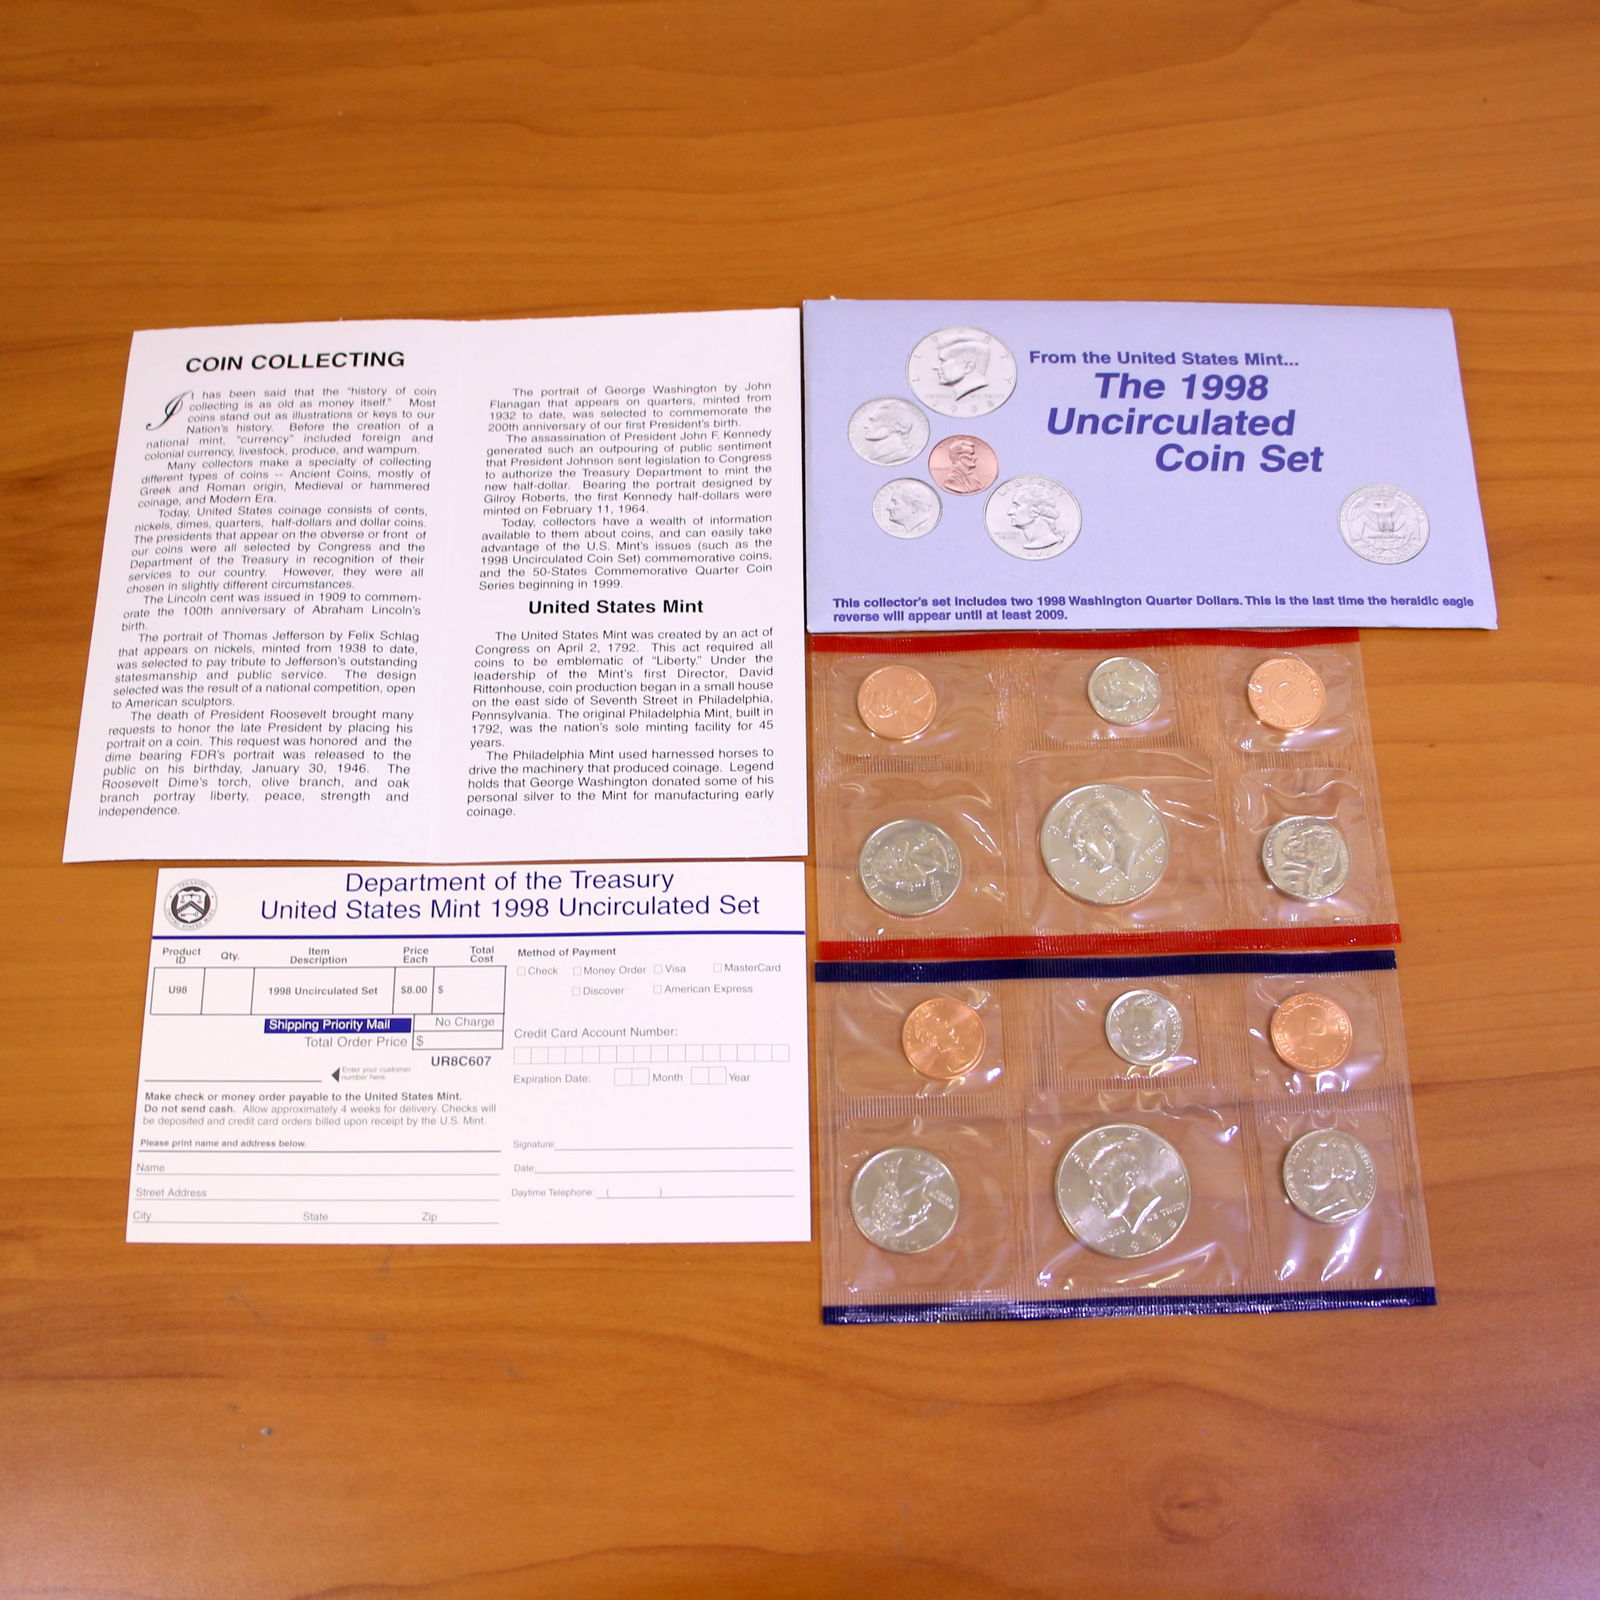 COIN COLLECTING
It has been said that the "history of coin
collecting is as old as money itself." Most
coins stand out as illustrations or keys to our
Nation's history. Before the creation of a
national mint, "currency" included foreign and
colonial currency, livestock, produce, and wampum.
Many collectors make a specialty of collecting
different types of coins -- Ancient Coins, mostly of
Greek and Roman origin, Medieval or hammered
coinage, and Modern Era.
Today, United States coinage consists of cents,
nickels, dimes, quarters, half-dollars and dollar coins.
The presidents that appear on the obverse or front of
our coins were all selected by Congress and the
Department of the Treasury in recognition of their
services to our country. However, they were all
chosen in slightly different circumstances.
The Lincoln cent was issued in 1909 to commem-
orate the 100th anniversary of Abraham Lincoln's
birth.
The portrait of Thomas Jefferson by Felix Schlag
that appears on nickels, minted from 1938 to date,
was selected to pay tribute to Jefferson's outstanding
statesmanship and public service. The design
selected was the result of a national competition, open
to American sculptors.
The death of President Roosevelt brought many
requests to honor the late President by placing his
portrait on a coin. This request was honored and the
dime bearing FDR's portrait was released to the
public on his birthday, January 30, 1946. The
Roosevelt Dime's torch, olive branch, and oak
branch portray liberty, peace, strength and
independence.
The portrait of George Washington by John
Flanagan that appears on quarters, minted from
1932 to date, was selected to commemorate the
200th anniversary of our first President's birth.
The assassination of President John F. Kennedy
generated such an outpouring of public sentiment
that President Johnson sent legislation to Congress
to authorize the Treasury Department to mint the
new half-dollar. Bearing the portrait designed by
Gilroy Roberts, the first Kennedy half-dollars were
minted on February 11, 1964.
Today, collectors have a wealth of information
available to them about coins, and can easily take
advantage of the U.S. Mint's issues (such as the
1998 Uncirculated Coin Set) commemorative coins,
and the 50-States Commemorative Quarter Coin
Series beginning in 1999.
United States Mint
The United States Mint was created by an act of
Congress on April 2, 1792. This act required all
coins to be emblematic of "Liberty." Under the
leadership of the Mint's first Director, David
Rittenhouse, coin production began in a small house
on the east side of Seventh Street in Philadelphia,
Pennsylvania. The original Philadelphia Mint, built in
1792, was the nation's sole minting facility for 45
years.
The Philadelphia Mint used harnessed horses to
drive the machinery that produced coinage. Legend
holds that George Washington donated some of his
personal silver to the Mint for manufacturing early
coinage.
From the United States Mint...
The 1998
Uncirculated
Coin Set
This collector's set includes two 1998 Washington Quarter Dollars. This is the last time the heraldic eagle
reverse will appear until at least 2009.
Department of the Treasury
United States Mint 1998 Uncirculated Set
Product ID Qty. Item Description Price Each Total Cost
U98 1998 Uncirculated Set $8.00 $
Shipping Priority Mail No Charge
Total Order Price $
UR8C607
Enter your customer
number here.
Make check or money order payable to the United States Mint.
Do not send cash. Allow approximately 4 weeks for delivery. Checks will
be deposited and credit card orders billed upon receipt by the U.S. Mint.
Please print name and address below.
Name
Street Address
City State Zip
Method of Payment
Check Money Order Visa MasterCard
Discover American Express
Credit Card Account Number:
Expiration Date: Month Year
Signature:
Date:
Daytime Telephone: ( )